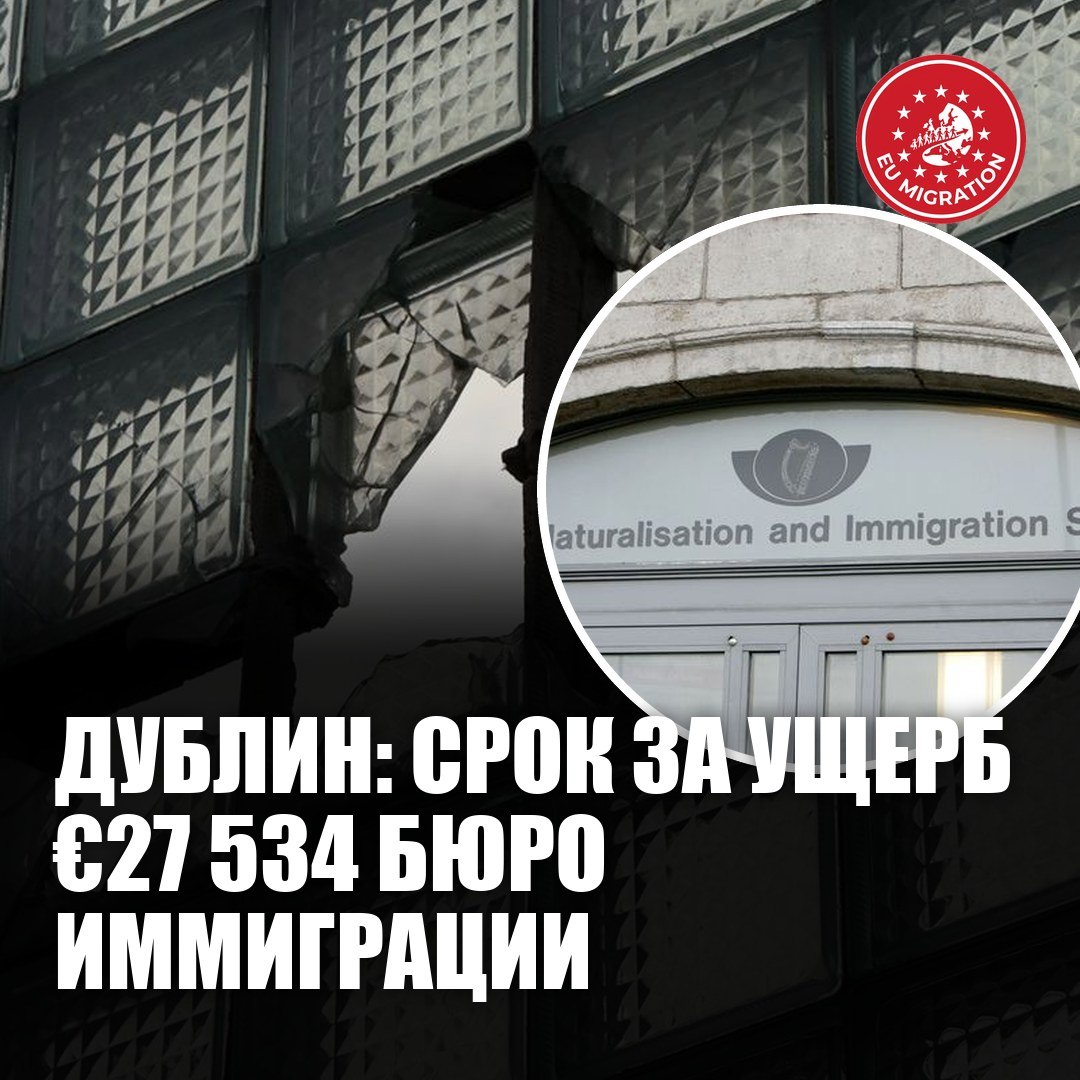 EU MIGRATION
aturalisation and Immigration S
ДУБЛИН: СРОК ЗА УЩЕРБ
€27 534 БЮРО
ИММИГРАЦИИ